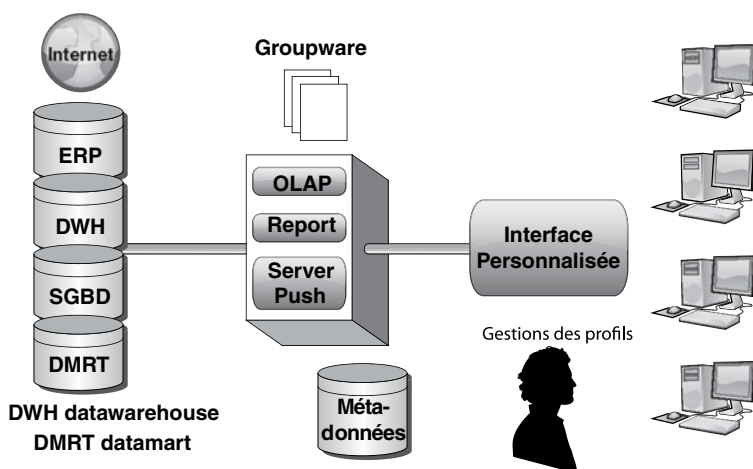 Internet
ERP
DWH
SGBD
DMRT
DWH datawarehouse
DMRT datamart
Groupware
OLAP
Report
Server
Push
Méta-
données
Interface
Personnalisée
Gestions des profils